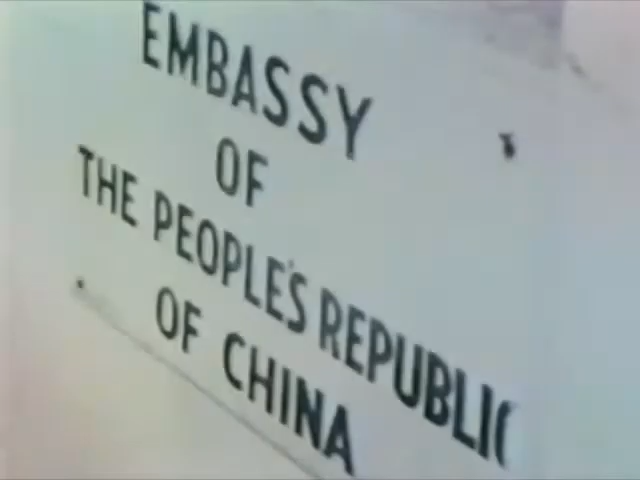 EMBASSY
OF
THE PEOPLE'S REPUBLIC
OF CHINA